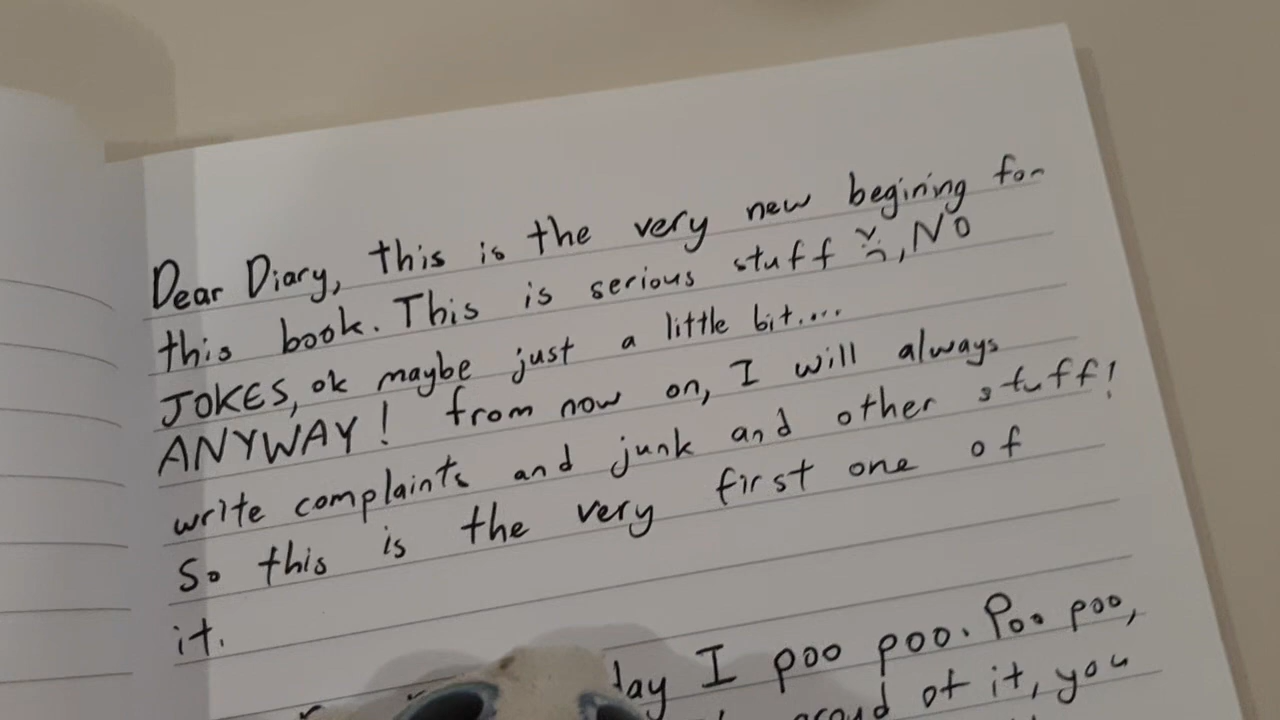 Dear Diary, this is the very new begining for
this book. This is serious stuff, NO
JOKES, ok maybe just a little bit....
ANYWAY! from now on, I will always
write complaints and junk and other stuff!
So this is the very first one of
it.
I poo poo. Poo poo,
of it, you